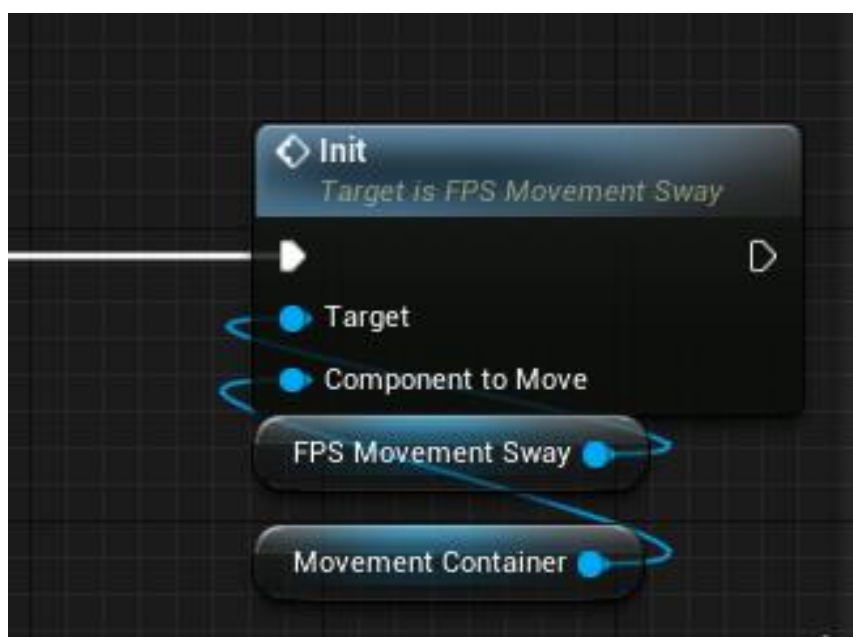 Init
Target is FPS Movement Sway
Target
Component to Move
FPS Movement Sway
Movement Container